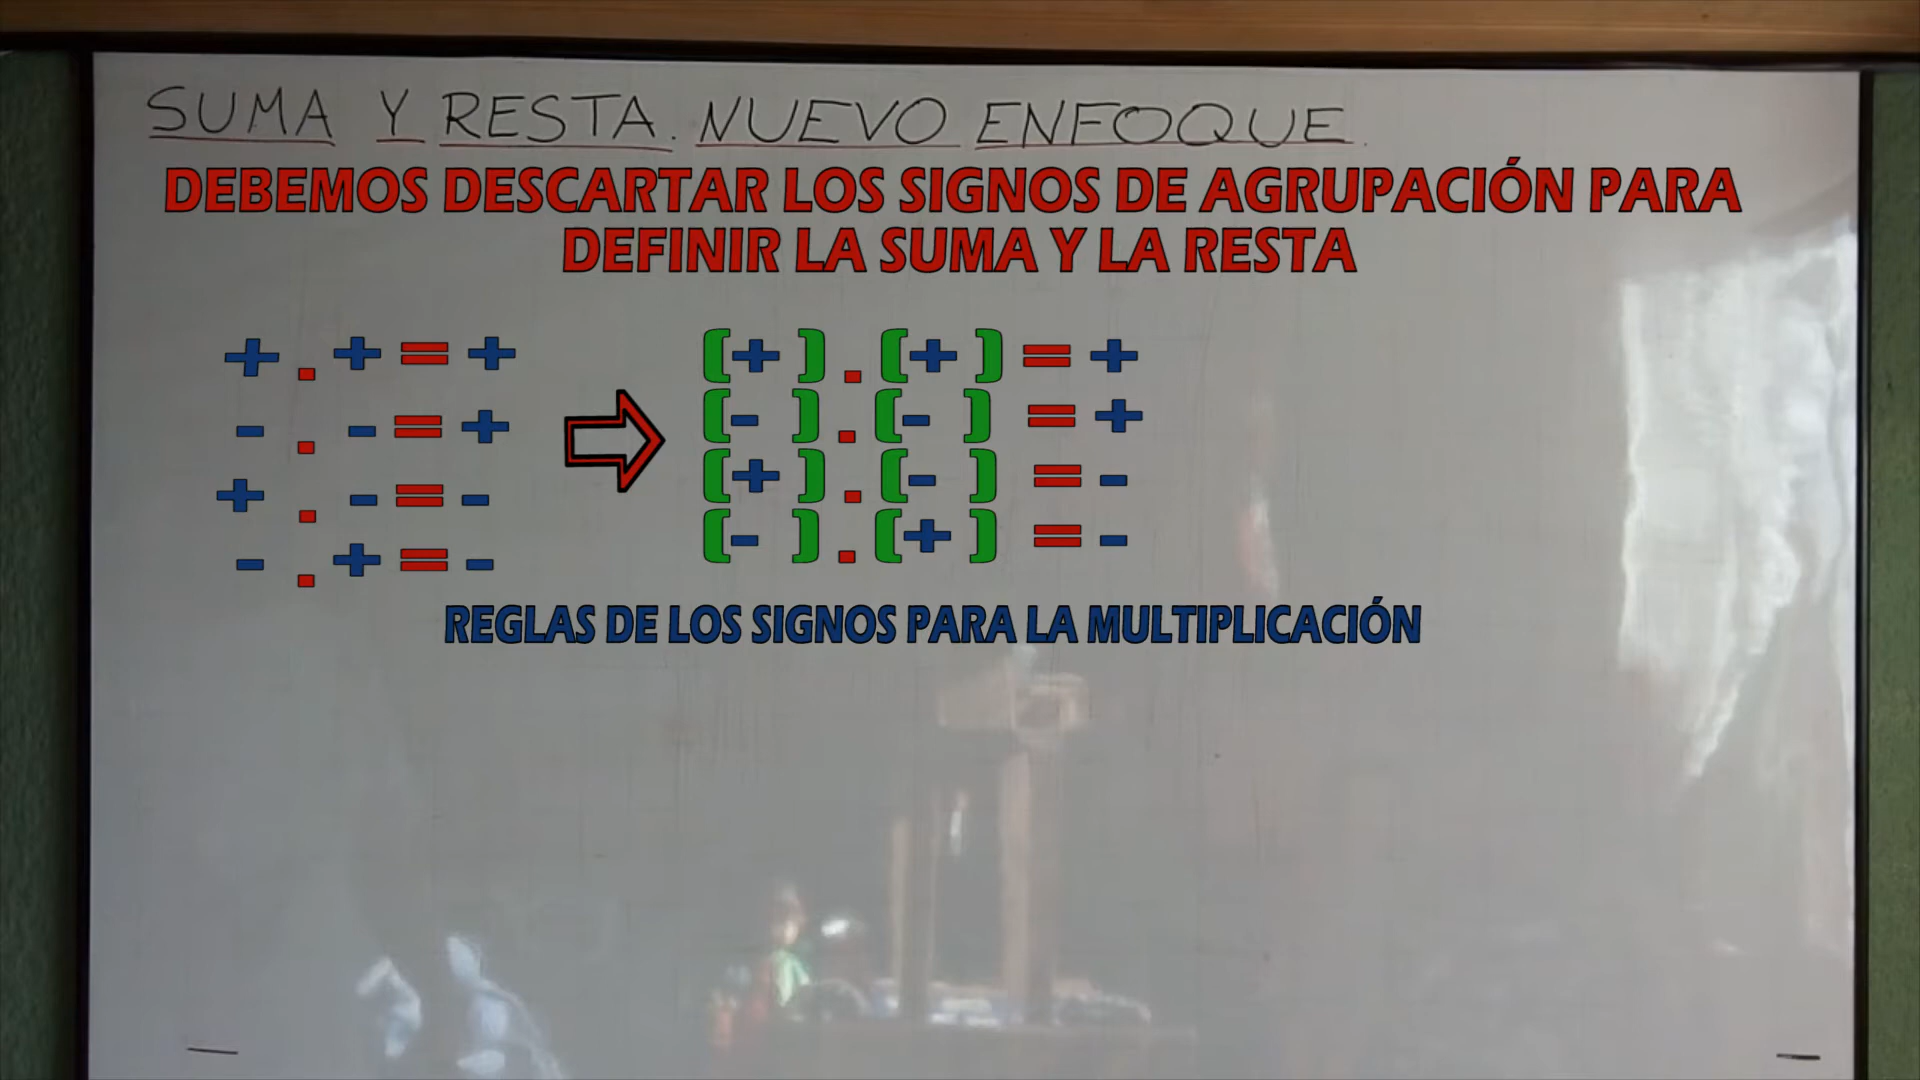 SUMA Y RESTA. NUEVO ENFOQUE.
DEBEMOS DESCARTAR LOS SIGNOS DE AGRUPACIÓN PARA
DEFINIR LA SUMA Y LA RESTA
+ . + = + (+) . (+) = +
- . - = + (-) . (-) = +
+ . - = - (+) . (-) = -
- . + = - (-) . (+) = -
REGLAS DE LOS SIGNOS PARA LA MULTIPLICACIÓN